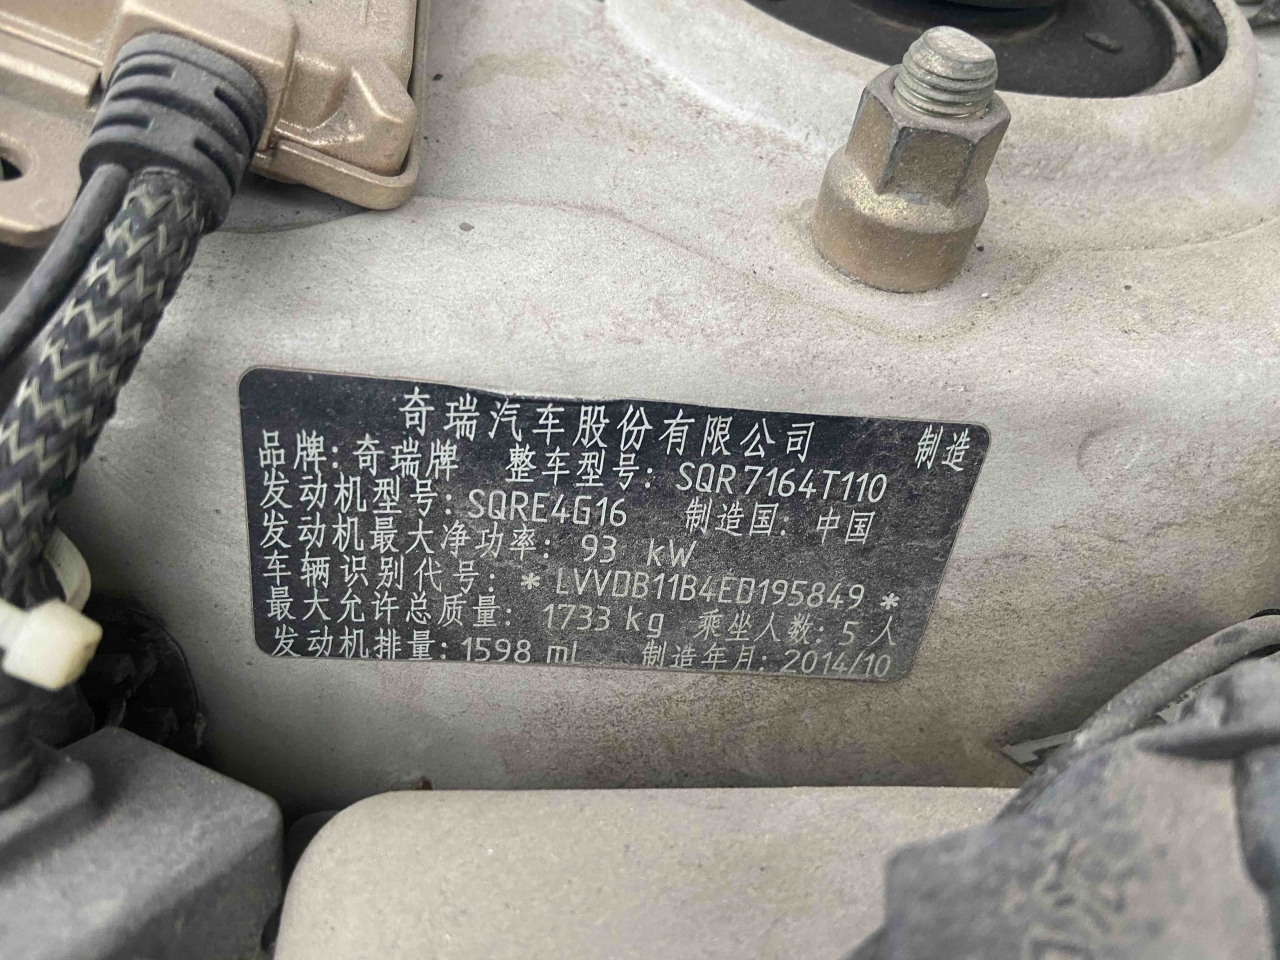 奇瑞汽车股份有限公司 制造
品牌:奇瑞牌 整车型号:SQR7164T110
发动机型号:SQRE4G16 制造国:中国
发动机最大净功率: 93 kW
车辆识别代号:*LVVDB11B4ED195849*
最大允许总质量: 1733 kg 乘坐人数:5 人
发动机排量:1598 ml 制造年月:2014/10